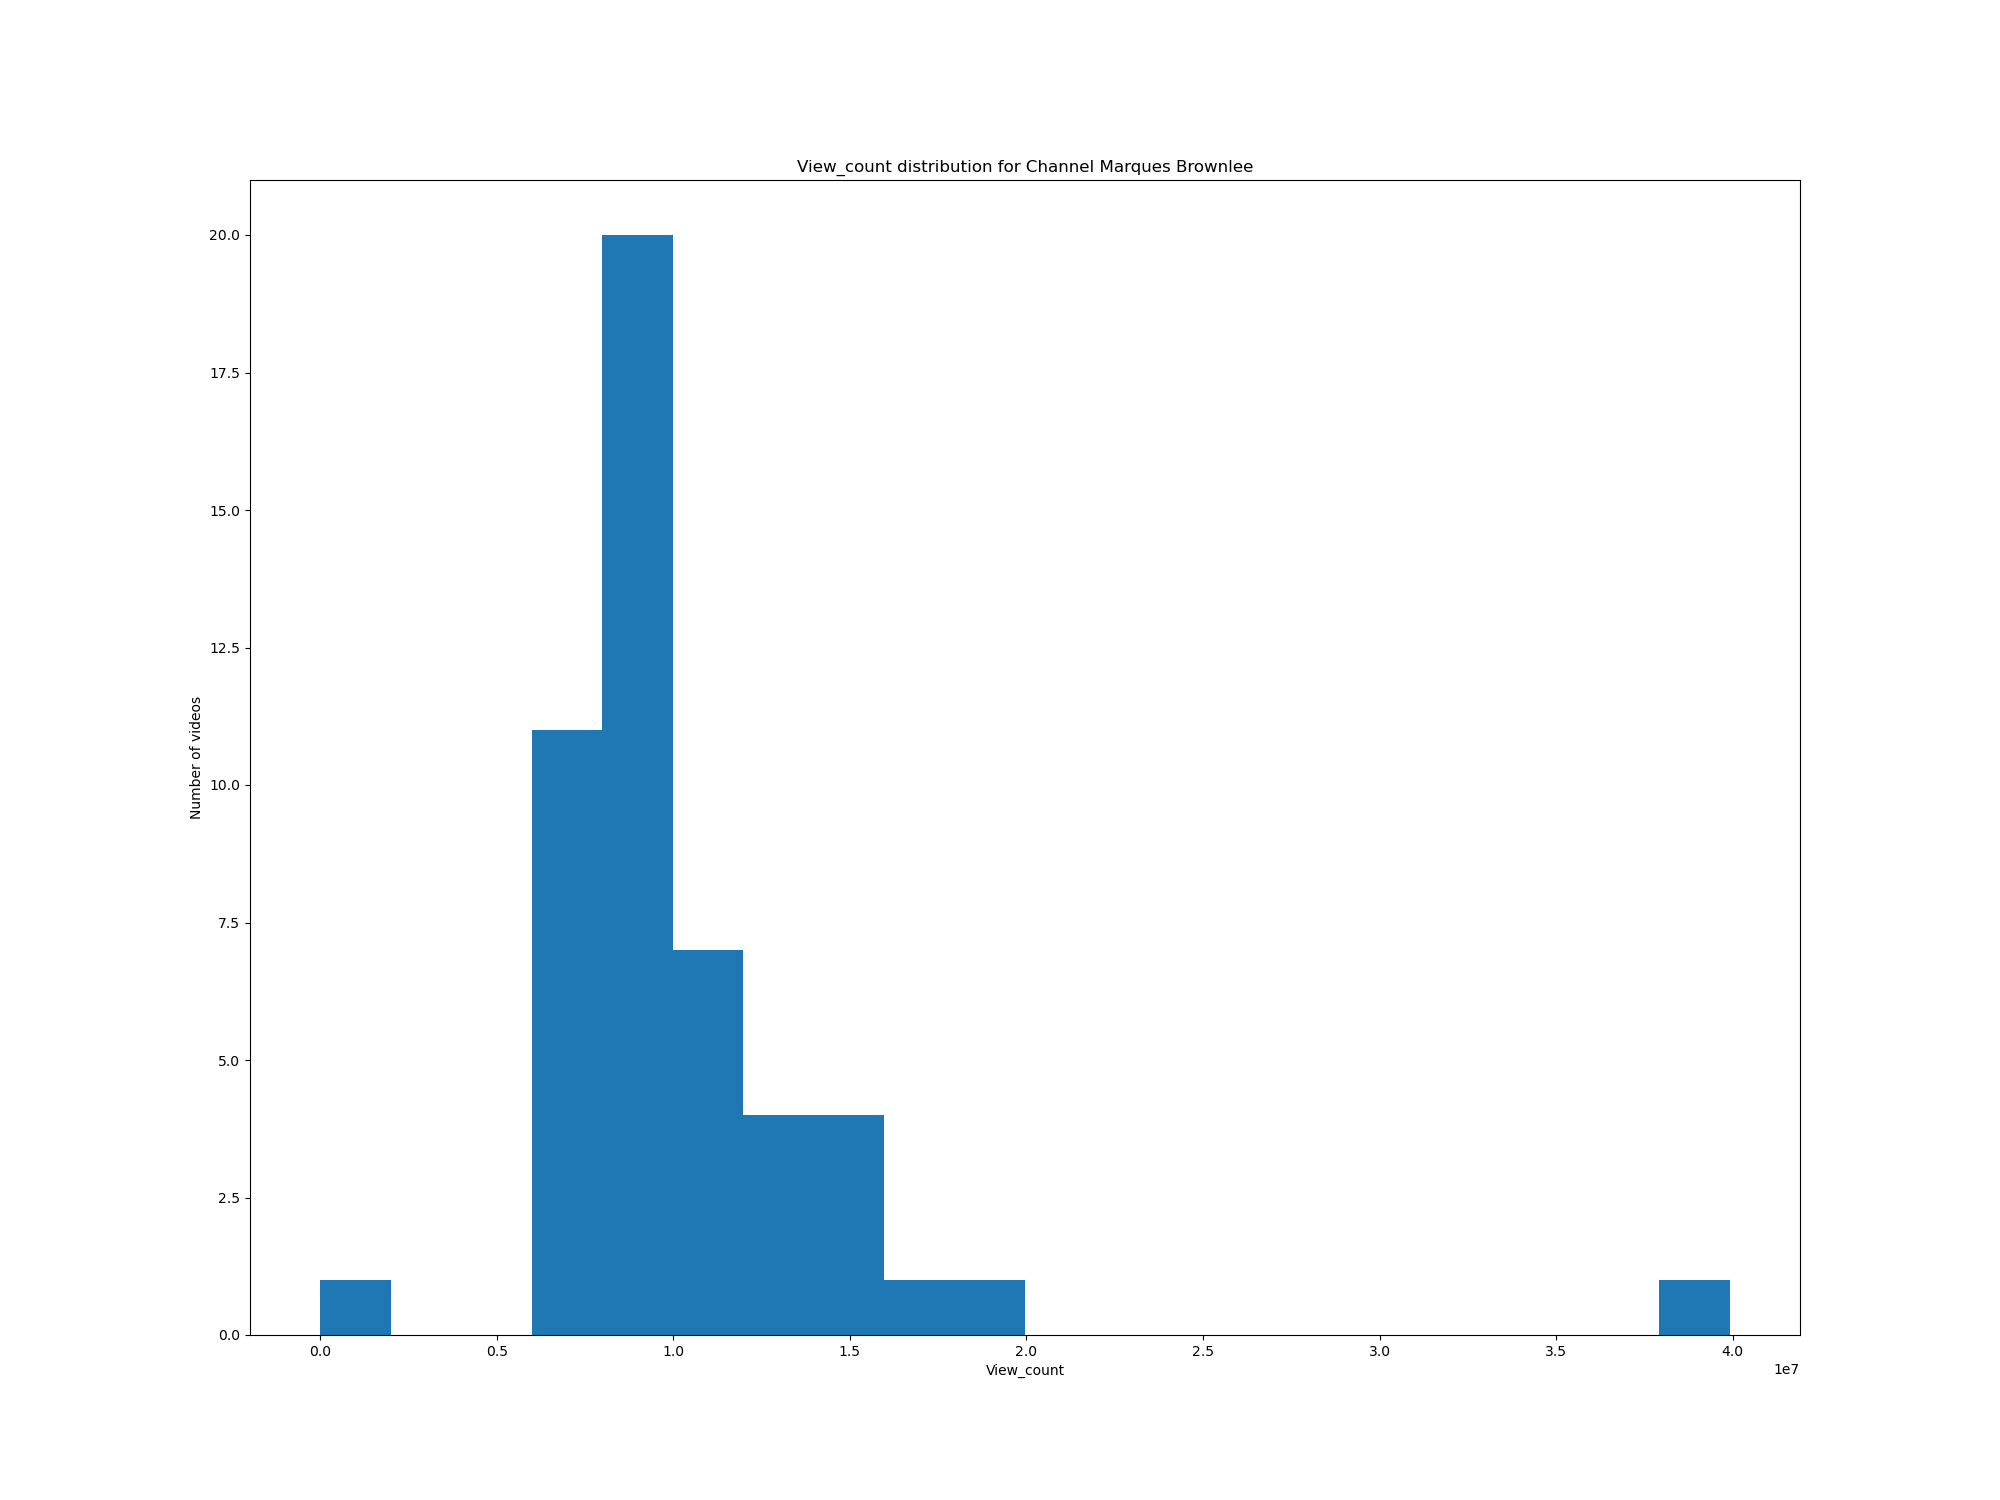 View_count distribution for Channel Marques Brownlee
20.0
17.5
15.0
12.5
10.0
7.5
5.0
2.5
0.0
Number of videos
0.0 0.5 1.0 1.5 2.0 2.5 3.0 3.5 4.0
1e7
View_count